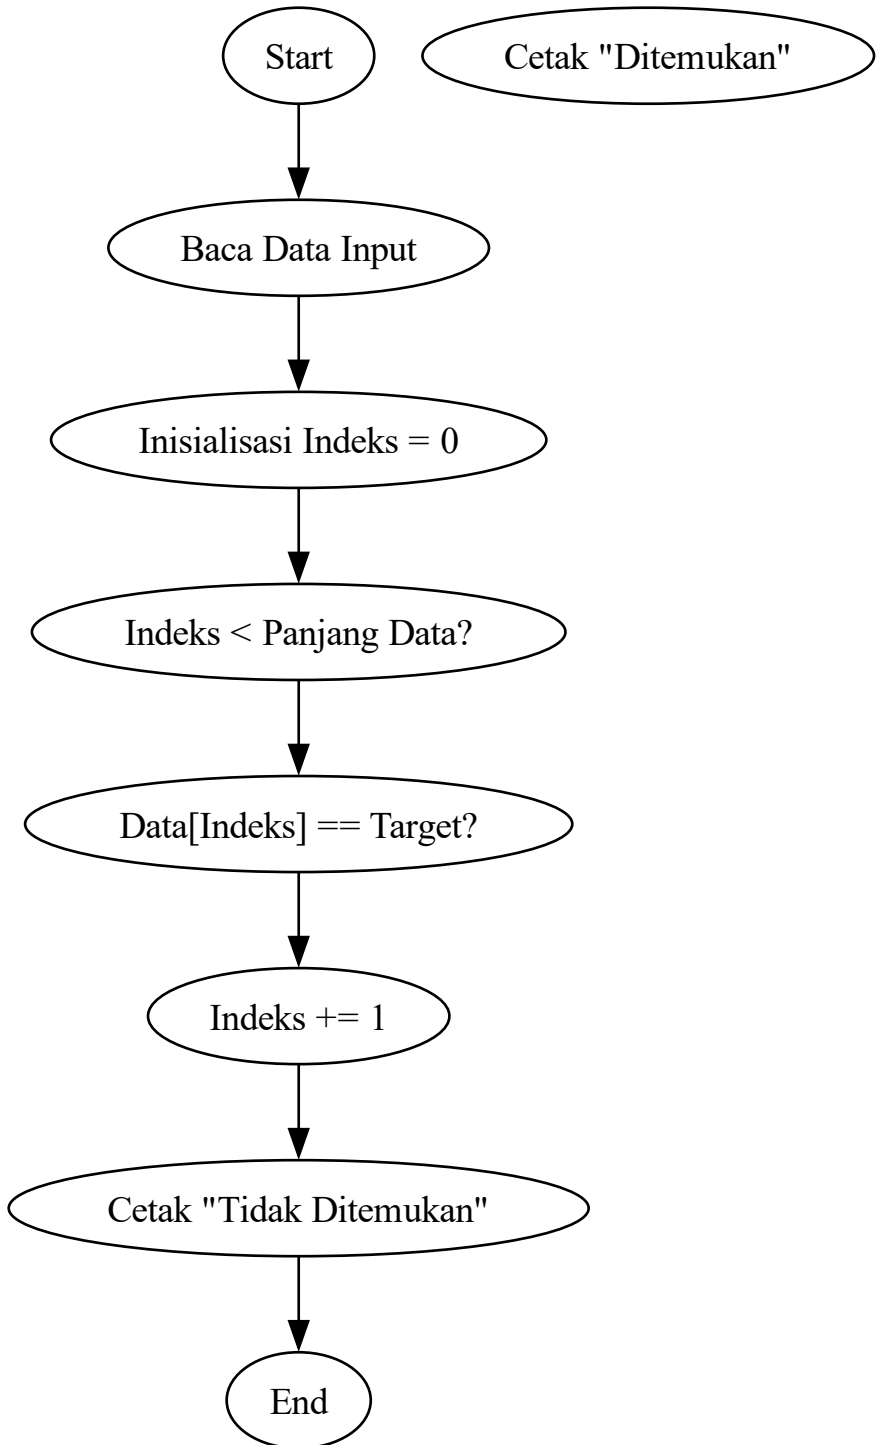 Start
Cetak "Ditemukan"
Baca Data Input
Inisialisasi Indeks = 0
Indeks < Panjang Data?
Data[Indeks] == Target?
Indeks += 1
Cetak "Tidak Ditemukan"
End